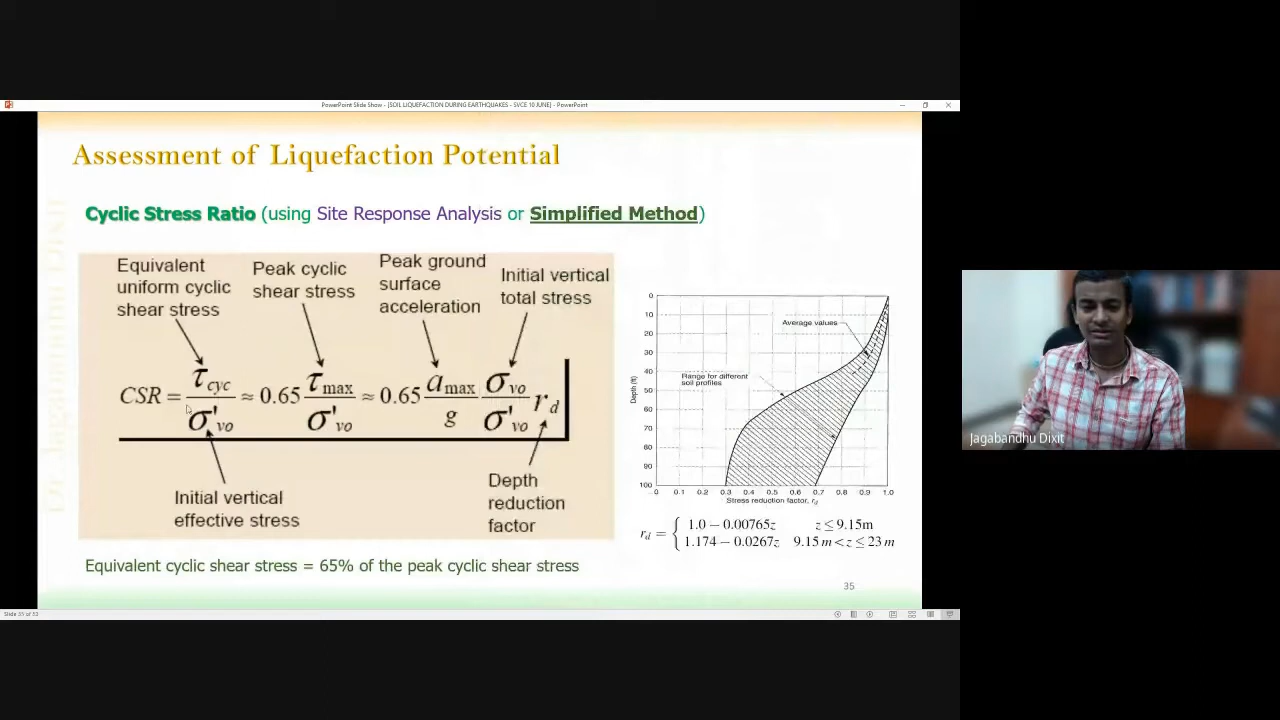 PowerPoint Slide Show - [SOIL LIQUEFACTION DURING EARTHQUAKES - SVCE 10 JUNE] - PowerPoint
Assessment of Liquefaction Potential
Cyclic Stress Ratio (using Site Response Analysis or Simplified Method)
Equivalent
uniform cyclic
shear stress
Peak cyclic
shear stress
Peak ground
surface
acceleration
Initial vertical
total stress
CSR = τcyc / σ'vo ≈ 0.65 τmax / σ'vo ≈ 0.65 amax / g σvo / σ'vo rd
Initial vertical
effective stress
Depth
reduction
factor
Equivalent cyclic shear stress = 65% of the peak cyclic shear stress
Average values
Range for different
soil profiles
Depth (ft)
0
10
20
30
40
50
60
70
80
90
100
0 0.1 0.2 0.3 0.4 0.5 0.6 0.7 0.8 0.9 1.0
Stress reduction factor, rd
rd = { 1.0 – 0.00765z z ≤ 9.15m
1.174 – 0.0267z 9.15 m < z ≤ 23 m
35
Jagabandhu Dixit